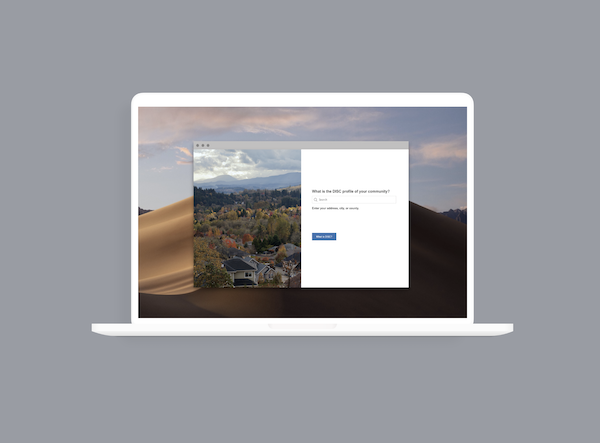 What is the DISC profile of your community?
Search
Enter your address, city, or county.
What is DISC?